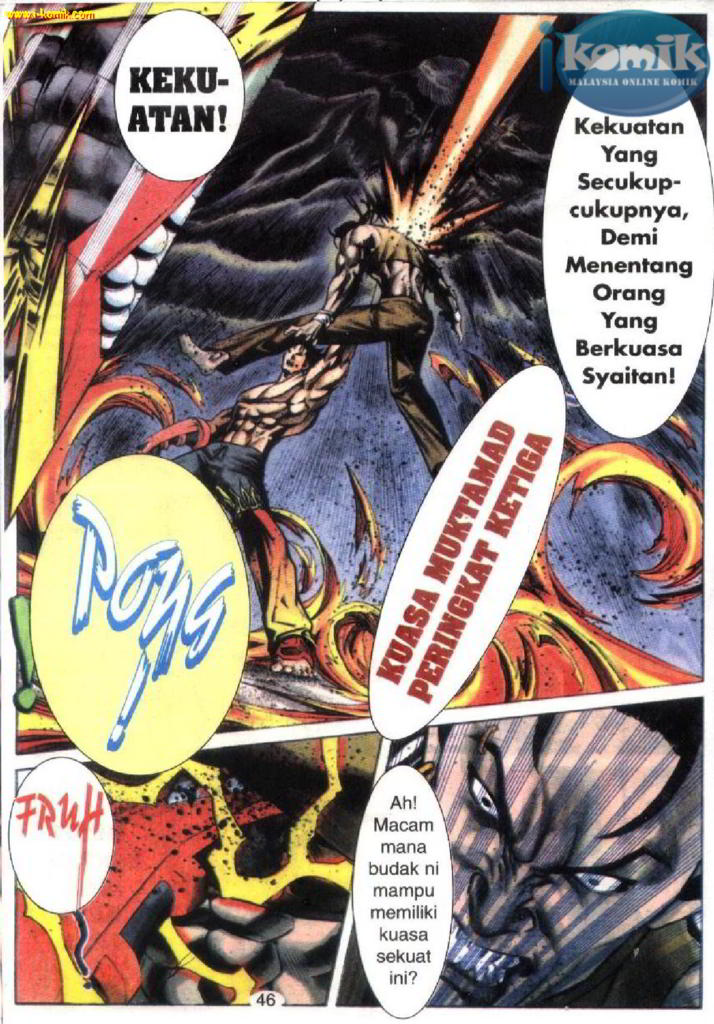 www.i-komik.com
ikomik
MALAYSIA ONLINE KOMIK
KEKU-
ATAN!
Kekuatan
Yang
Secukup-
cukupnya,
Demi
Menentang
Orang
Yang
Berkuasa
Syaitan!
KUASA MUKTAMAD
PERINGKAT KETIGA
PONG
!
FRUH
Ah!
Macam
mana
budak ni
mampu
memiliki
kuasa
sekuat
ini?
46